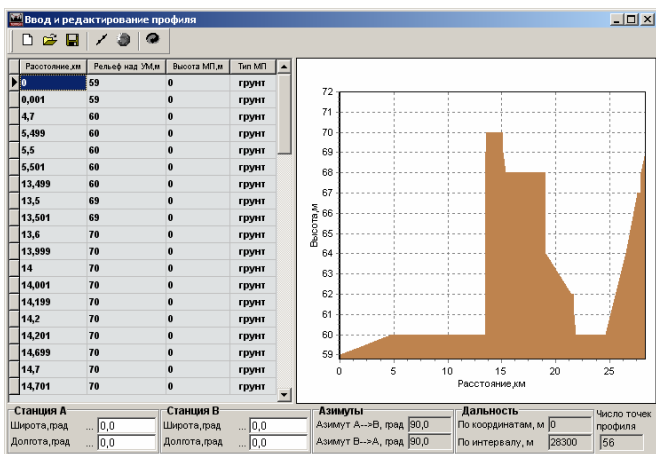 Ввод и редактирование профиля
Расстояние,км Рельеф над УМ,м Высота МП,м Тип МП
0 59 0 грунт
0,001 59 0 грунт
4,7 60 0 грунт
5,499 60 0 грунт
5,5 60 0 грунт
5,501 60 0 грунт
13,499 60 0 грунт
13,5 69 0 грунт
13,501 69 0 грунт
13,6 70 0 грунт
13,999 70 0 грунт
14 70 0 грунт
14,001 70 0 грунт
14,199 70 0 грунт
14,2 70 0 грунт
14,201 70 0 грунт
14,699 70 0 грунт
14,7 70 0 грунт
14,701 70 0 грунт
72
71
70
69
68
67
66
65
64
63
62
61
60
59
Высота,м
0 5 10 15 20 25
Расстояние,км
Станция А Станция В Азимуты Дальность Число точек
Широта,град ... 0,0 Широта,град ... 0,0 Азимут А-->В, град 90,0 По координатам, м 0 профиля
Долгота,град ... 0,0 Долгота,град ... 0,0 Азимут В-->А, град 90,0 По интервалу, м 28300 56